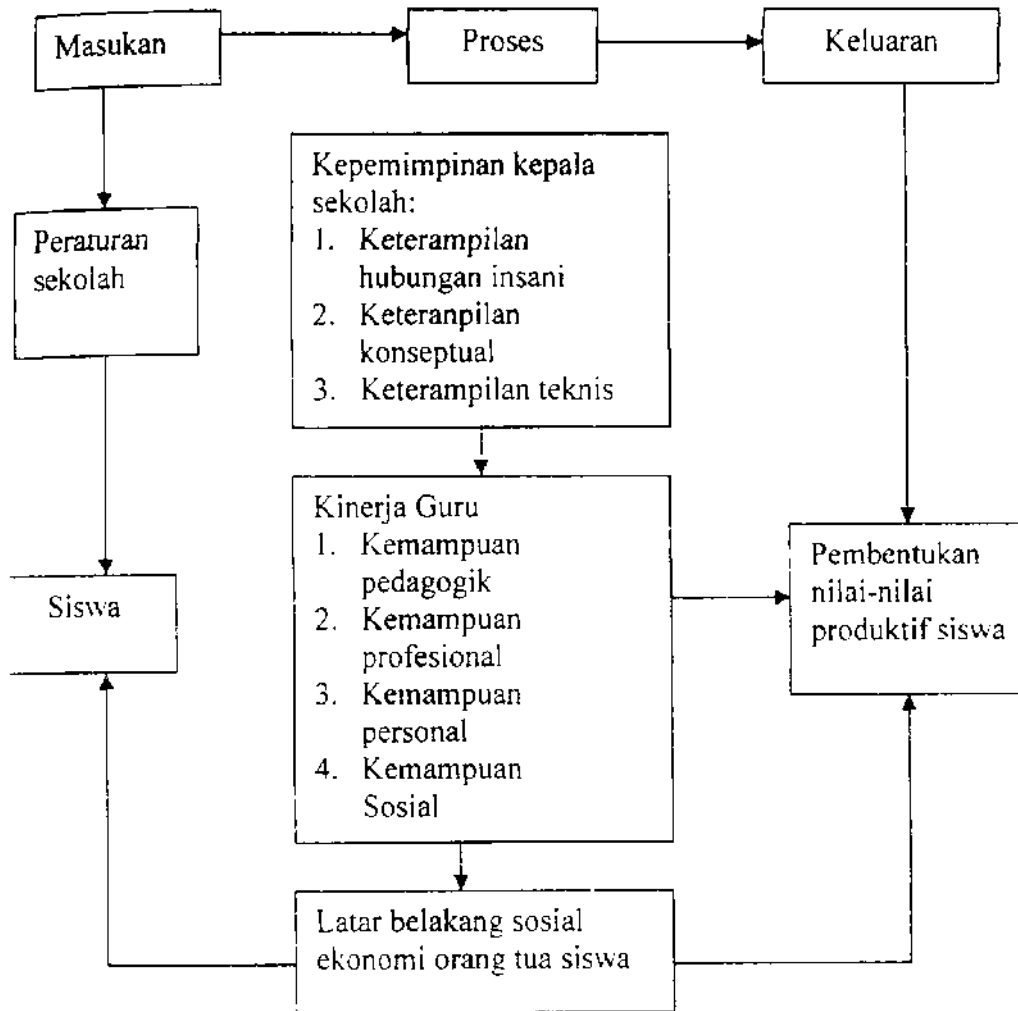 Masukan
Proses
Keluaran
Peraturan
sekolah
Kepemimpinan kepala
sekolah:
1. Keterampilan
hubungan insani
2. Keteranpilan
konseptual
3. Keterampilan teknis
Kinerja Guru
1. Kemampuan
pedagogik
2. Kemampuan
profesional
3. Kemampuan
personal
4. Kemampuan
Sosial
Siswa
Pembentukan
nilai-nilai
produktif siswa
Latar belakang sosial
ekonomi orang tua siswa